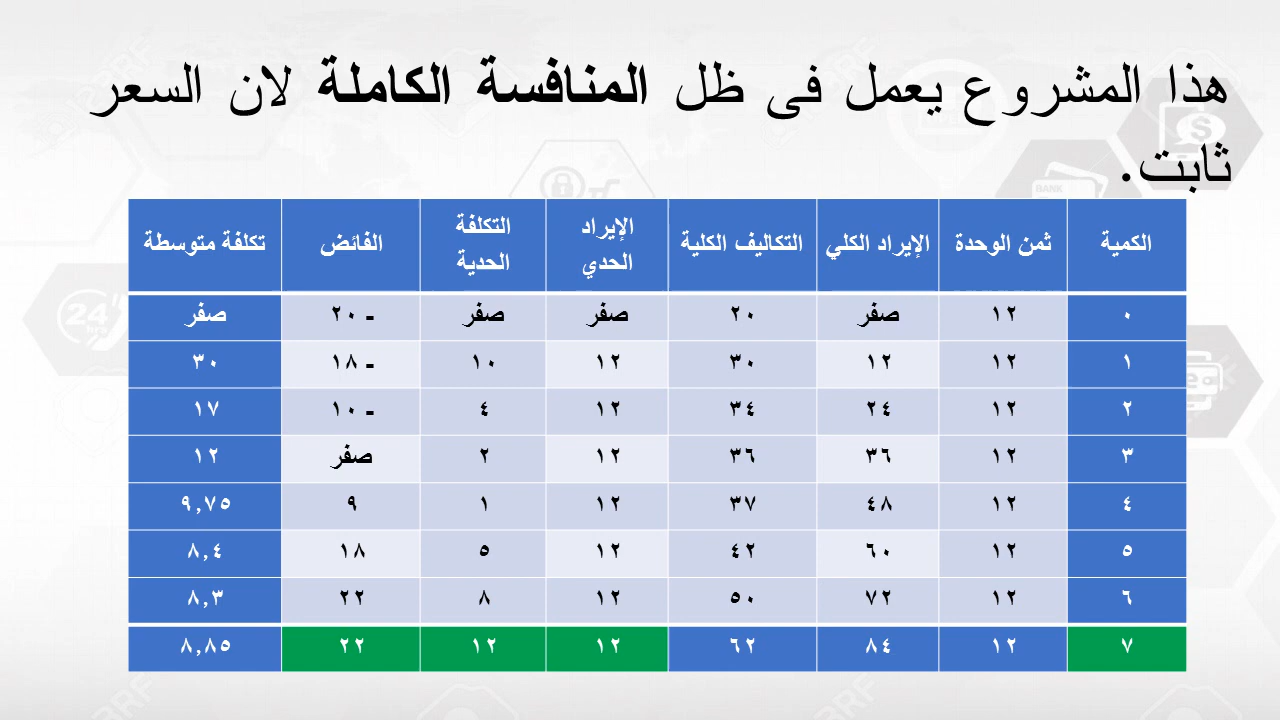 هذا المشروع يعمل فى ظل المنافسة الكاملة لان السعر
ثابت.
الكمية ثمن الوحدة الإيراد الكلي التكاليف الكلية الإيراد الحدي التكلفة الحدية الفائض تكلفة متوسطة
٠ ١٢ صفر ٢٠ صفر صفر - ٢٠ صفر
١ ١٢ ١٢ ٣٠ ١٢ ١٠ - ١٨ ٣٠
٢ ١٢ ٢٤ ٣٤ ١٢ ٤ - ١٠ ١٧
٣ ١٢ ٣٦ ٣٦ ١٢ ٢ صفر ١٢
٤ ١٢ ٤٨ ٣٧ ١٢ ١ ٩ ٩,٧٥
٥ ١٢ ٦٠ ٤٢ ١٢ ٥ ١٨ ٨,٤
٦ ١٢ ٧٢ ٥٠ ١٢ ٨ ٢٢ ٨,٣
٧ ١٢ ٨٤ ٦٢ ١٢ ١٢ ٢٢ ٨,٨٥
24
hrs
BANK
$